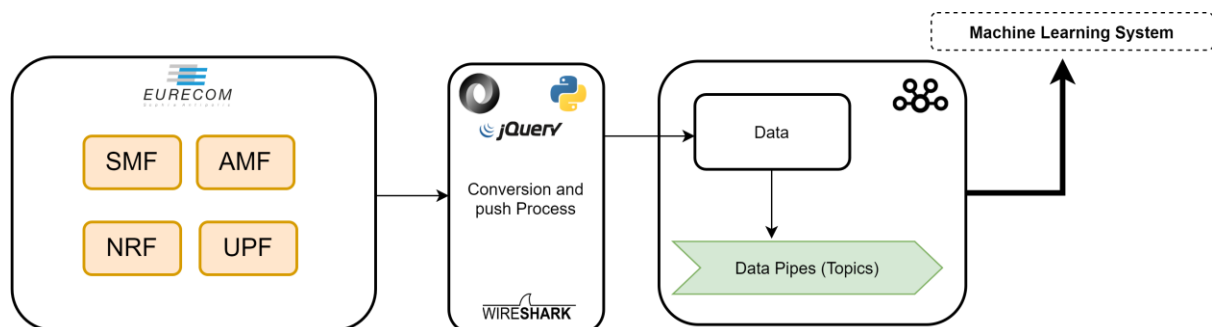 Machine Learning System
EURECOM
SMF
AMF
NRF
UPF
jQuery
Conversion and
push Process
WIRESHARK
Data
Data Pipes (Topics)